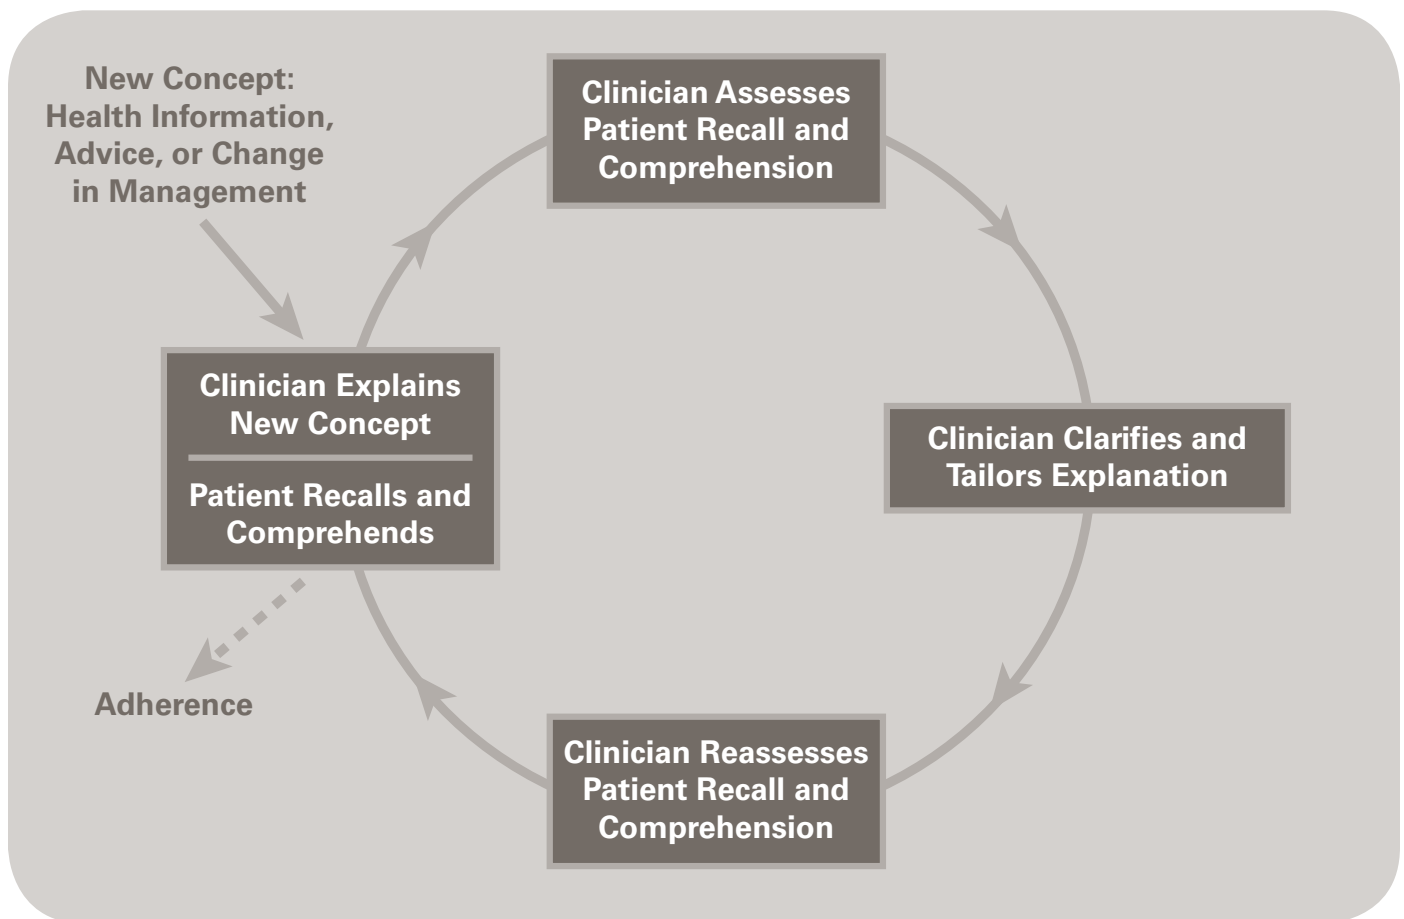 New Concept:
Health Information,
Advice, or Change
in Management
Clinician Assesses
Patient Recall and
Comprehension
Clinician Explains
New Concept
Patient Recalls and
Comprehends
Clinician Clarifies and
Tailors Explanation
Adherence
Clinician Reassesses
Patient Recall and
Comprehension